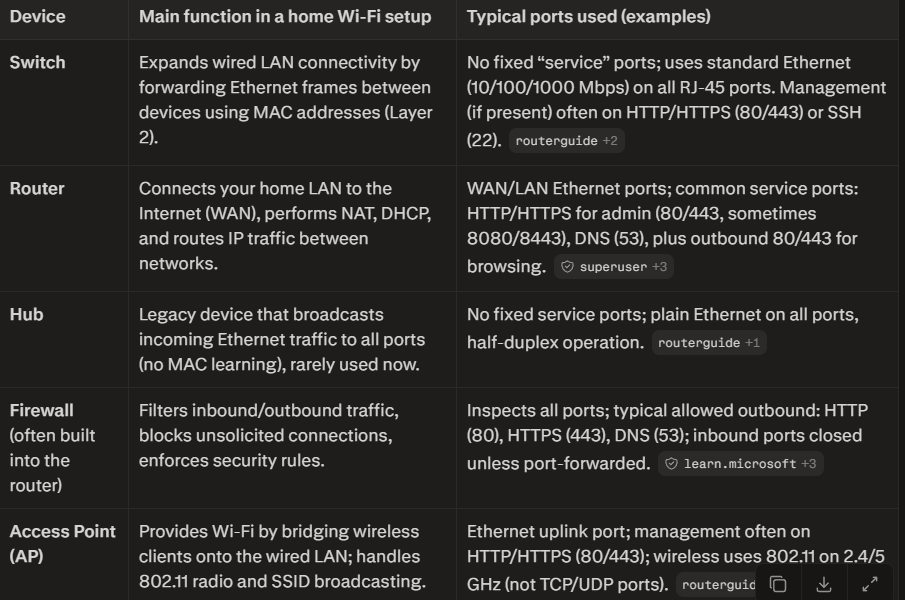 Device
Main function in a home Wi-Fi setup
Typical ports used (examples)
Switch
Expands wired LAN connectivity by
forwarding Ethernet frames between
devices using MAC addresses (Layer
2).
No fixed “service” ports; uses standard Ethernet
(10/100/1000 Mbps) on all RJ-45 ports. Management
(if present) often on HTTP/HTTPS (80/443) or SSH
(22). routerguide +2
Router
Connects your home LAN to the
Internet (WAN), performs NAT, DHCP,
and routes IP traffic between
networks.
WAN/LAN Ethernet ports; common service ports:
HTTP/HTTPS for admin (80/443, sometimes
8080/8443), DNS (53), plus outbound 80/443 for
browsing. superuser +3
Hub
Legacy device that broadcasts
incoming Ethernet traffic to all ports
(no MAC learning), rarely used now.
No fixed service ports; plain Ethernet on all ports,
half-duplex operation. routerguide +1
Firewall
(often built
into the
router)
Filters inbound/outbound traffic,
blocks unsolicited connections,
enforces security rules.
Inspects all ports; typical allowed outbound: HTTP
(80), HTTPS (443), DNS (53); inbound ports closed
unless port-forwarded. learn.microsoft +3
Access Point
(AP)
Provides Wi-Fi by bridging wireless
clients onto the wired LAN; handles
802.11 radio and SSID broadcasting.
Ethernet uplink port; management often on
HTTP/HTTPS (80/443); wireless uses 802.11 on 2.4/5
GHz (not TCP/UDP ports). routerguid